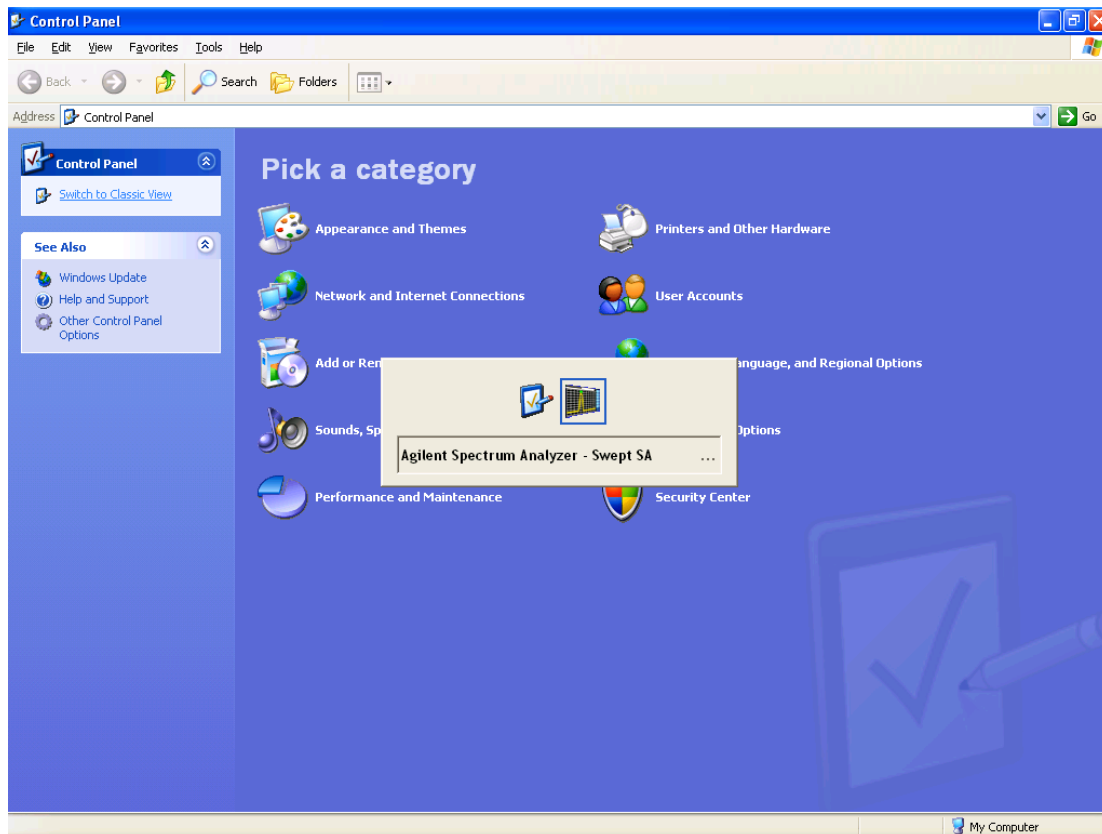 Control Panel
File Edit View Favorites Tools Help
Back Search Folders
Address Control Panel Go
Control Panel
Switch to Classic View
See Also
Windows Update
Help and Support
Other Control Panel
Options
Pick a category
Appearance and Themes Printers and Other Hardware
Network and Internet Connections User Accounts
Add or Ren anguage, and Regional Options
Sounds, Sp Options
Agilent Spectrum Analyzer - Swept SA ...
Performance and Maintenance Security Center
My Computer